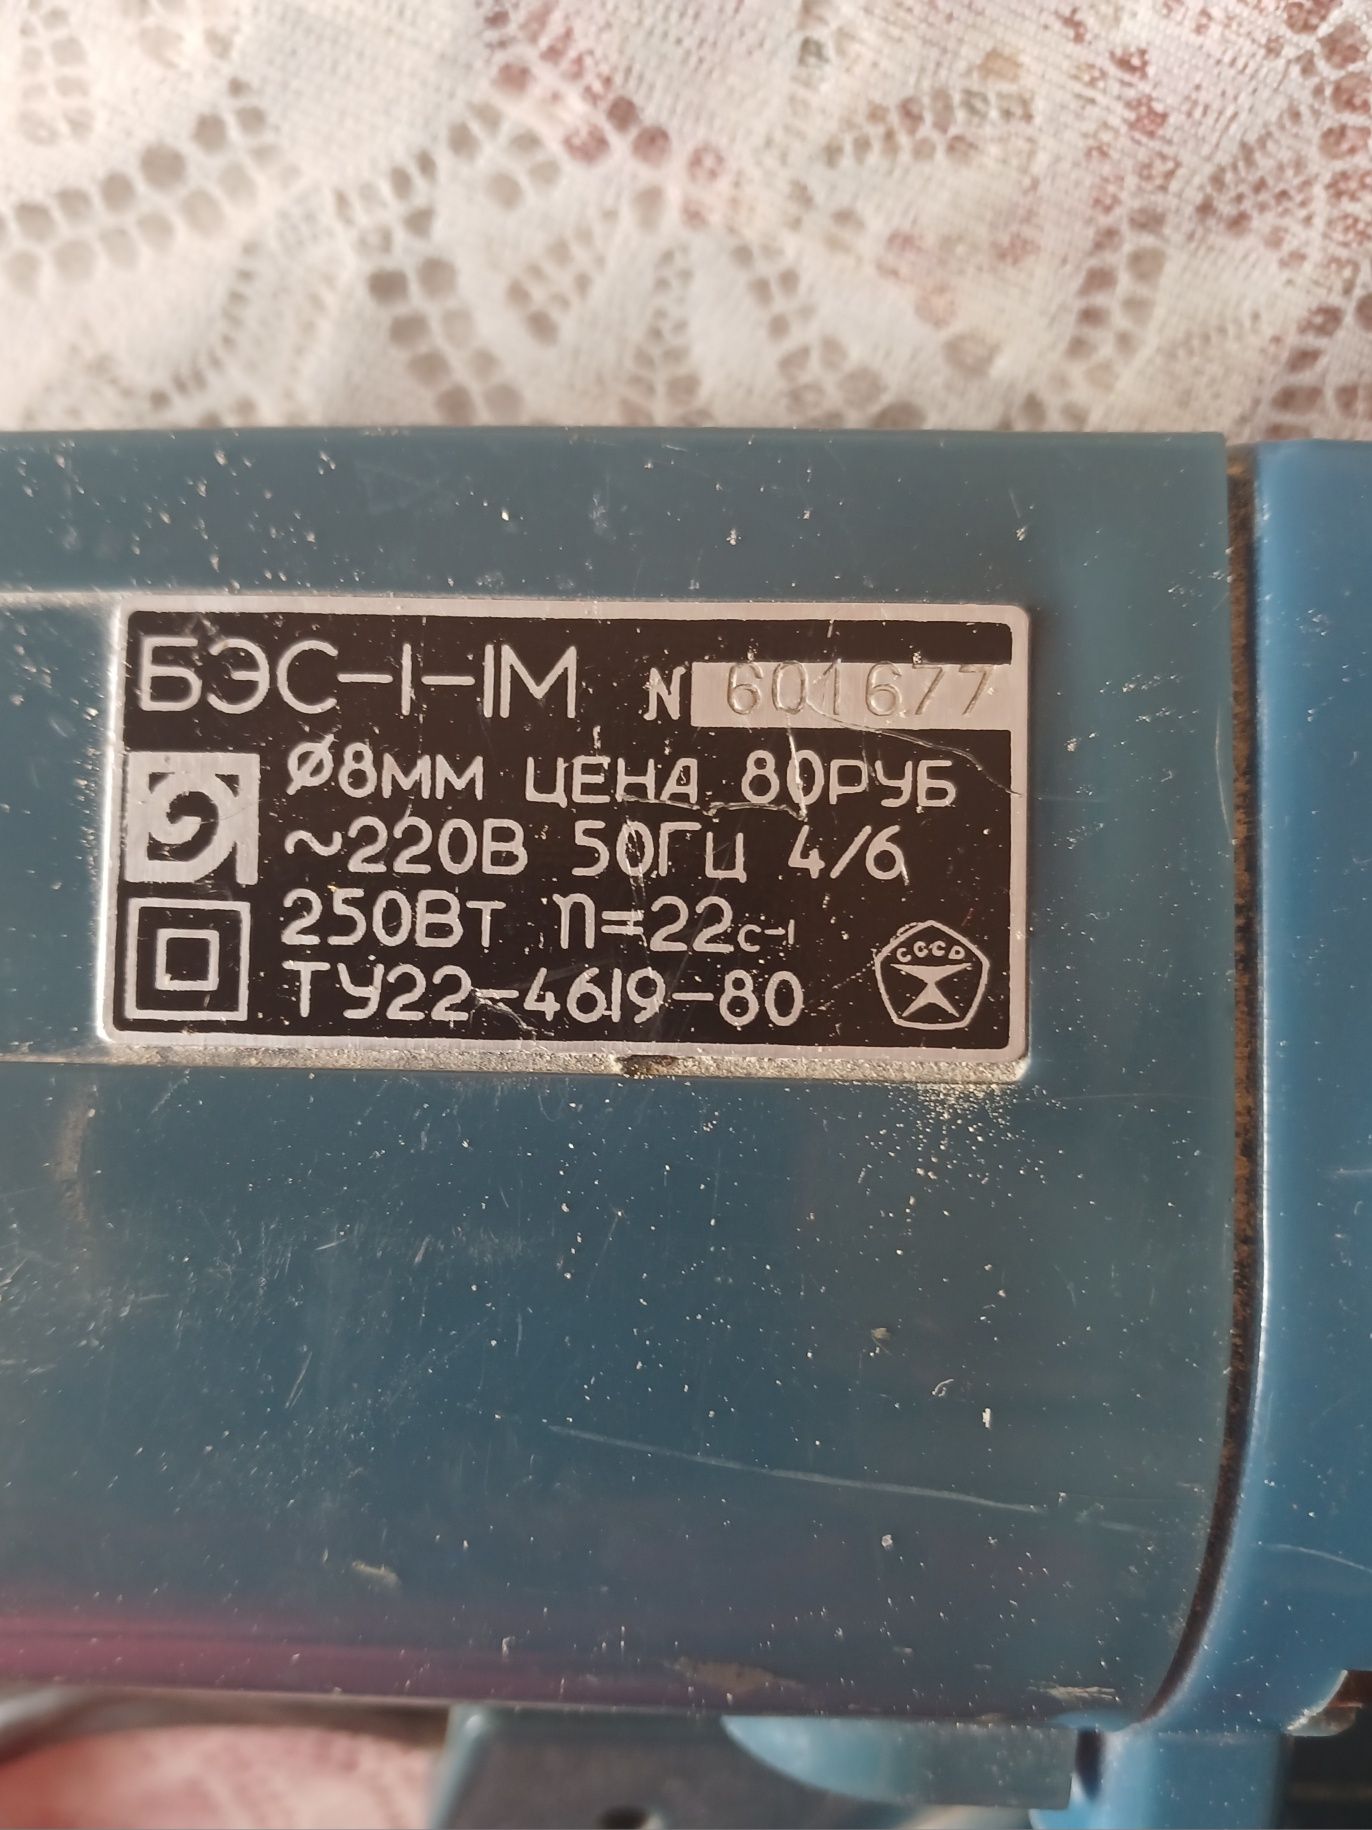 БЭС-1-1М N 601677
Ø8ММ ЦЕНА 80РУБ
~220В 50Гц 4/6
250Вт n=22с-1
ТУ22-4619-80
СССР